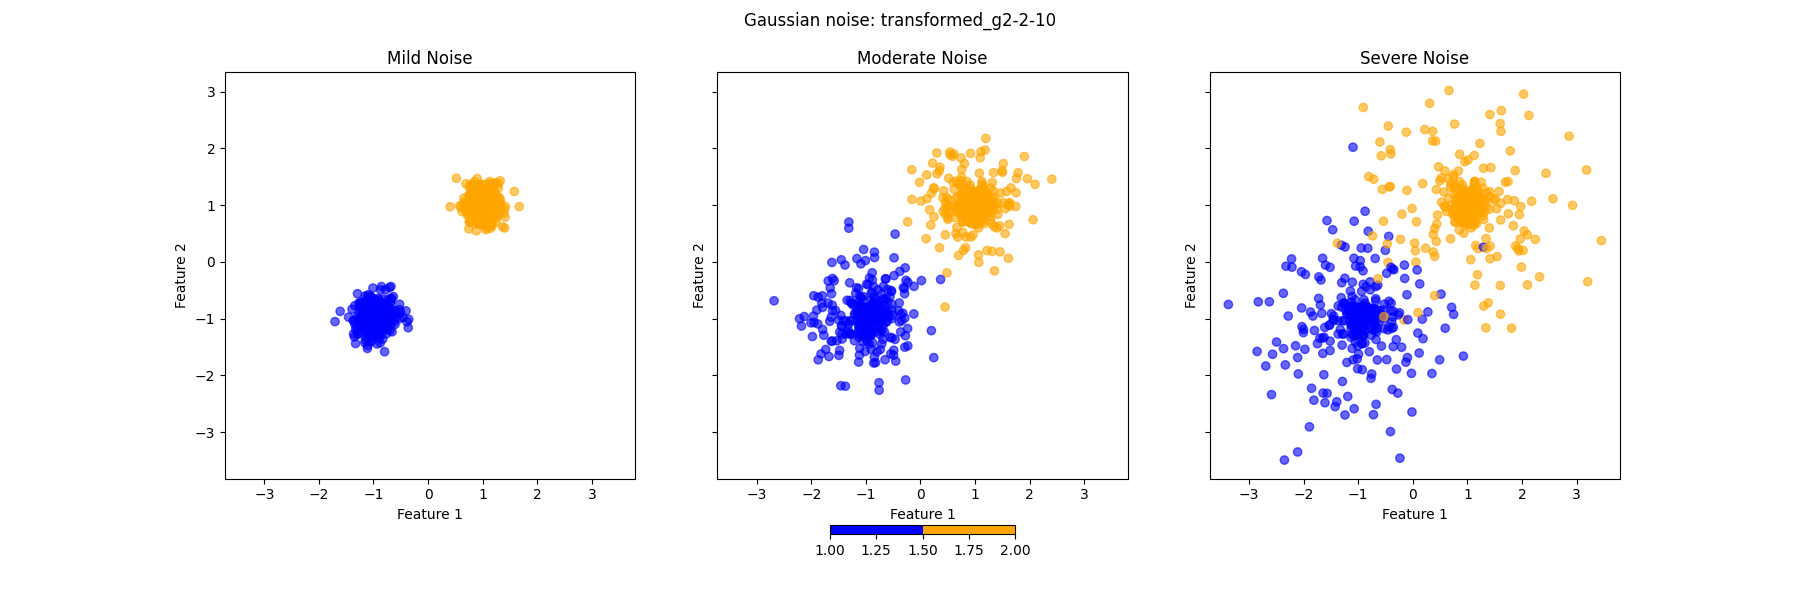 Gaussian noise: transformed_g2-2-10
Mild Noise
Moderate Noise
Severe Noise
3
2
1
0
−1
−2
−3
Feature 2
Feature 2
Feature 2
−3 −2 −1 0 1 2 3
−3 −2 −1 0 1 2 3
−3 −2 −1 0 1 2 3
Feature 1
Feature 1
Feature 1
1.00 1.25 1.50 1.75 2.00